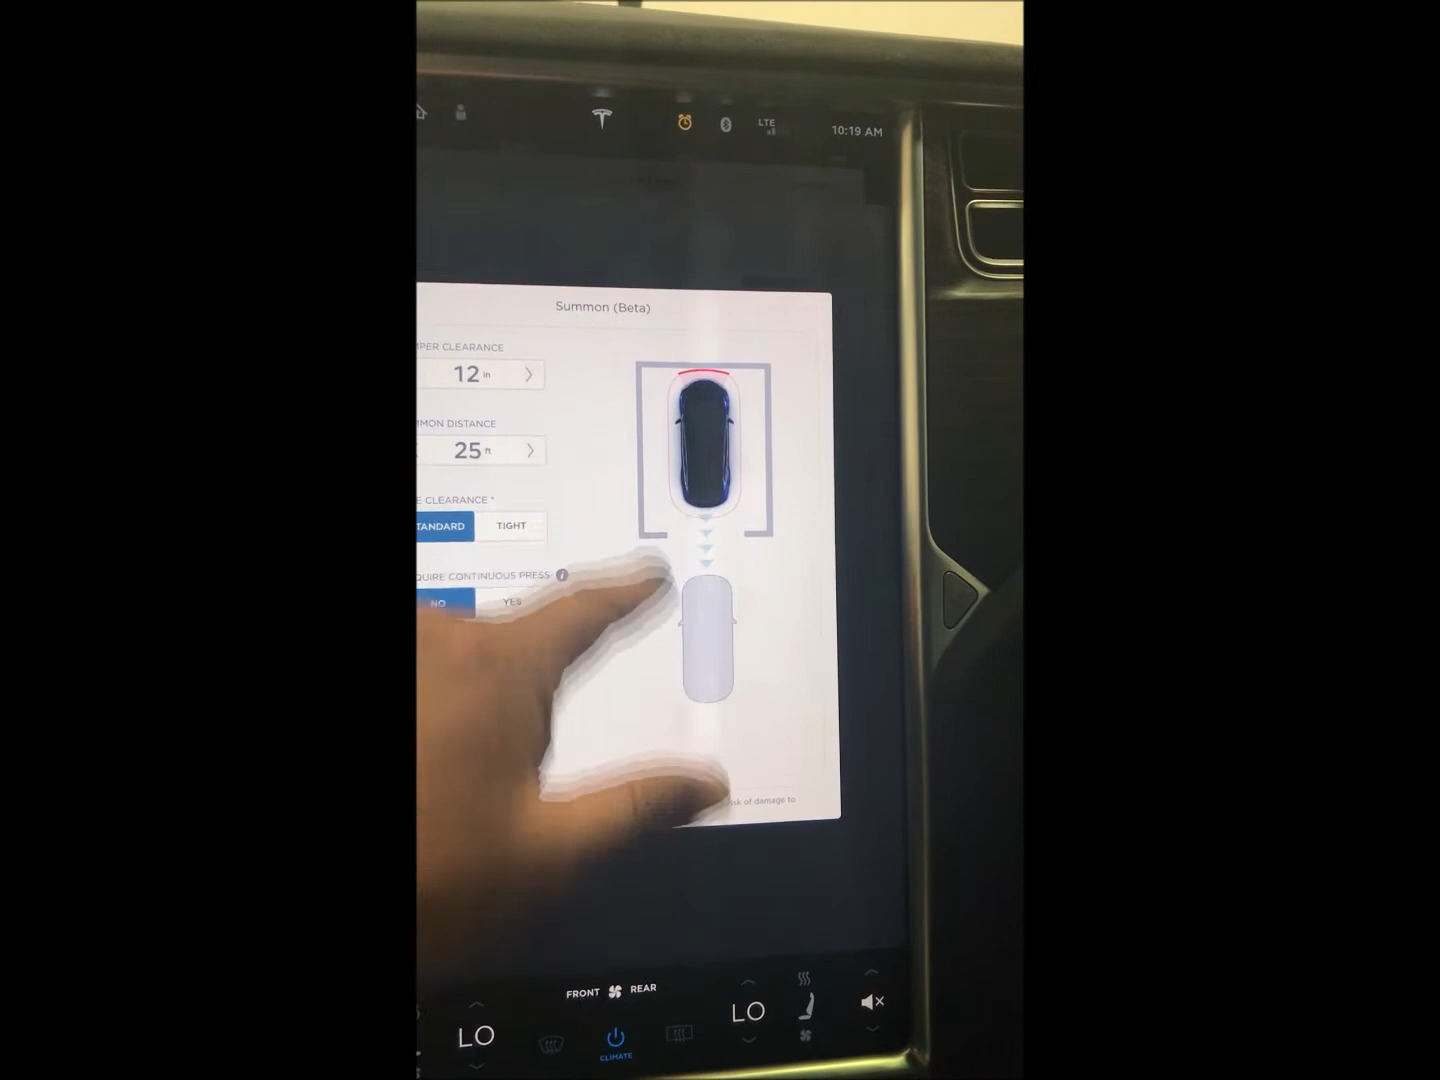 LTE
10:19 AM
Summon (Beta)
PER CLEARANCE
12 in
MON DISTANCE
25 ft
E CLEARANCE *
TANDARD TIGHT
QUIRE CONTINUOUS PRESS i
NO YES
isk of damage to
FRONT REAR
LO LO
CLIMATE